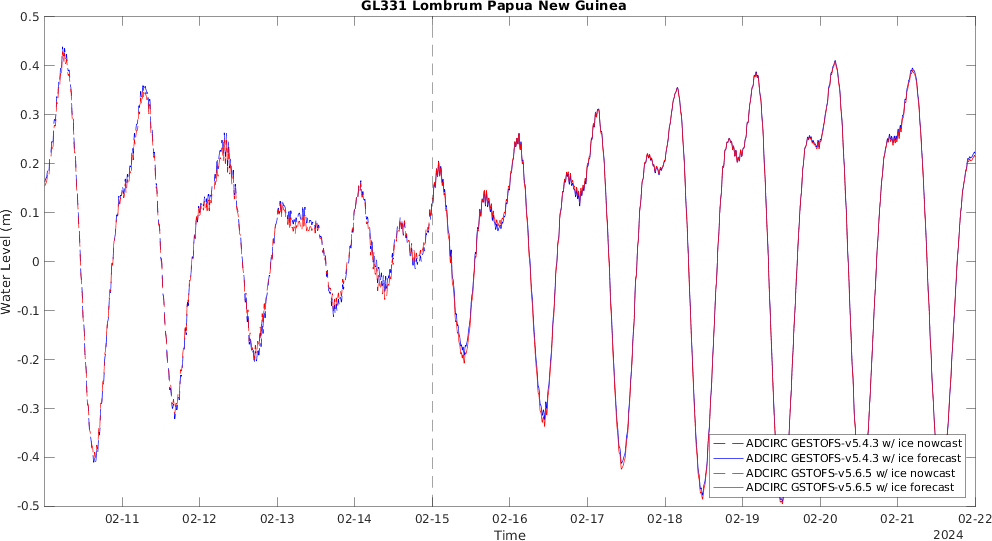 GL331 Lombrum Papua New Guinea
0.5
0.4
0.3
0.2
0.1
0
-0.1
-0.2
-0.3
-0.4
-0.5
Water Level (m)
ADCIRC GESTOFS-v5.4.3 w/ ice nowcast
ADCIRC GESTOFS-v5.4.3 w/ ice forecast
ADCIRC GSTOFS-v5.6.5 w/ ice nowcast
ADCIRC GSTOFS-v5.6.5 w/ ice forecast
02-11 02-12 02-13 02-14 02-15 02-16 02-17 02-18 02-19 02-20 02-21 02-22
Time
2024